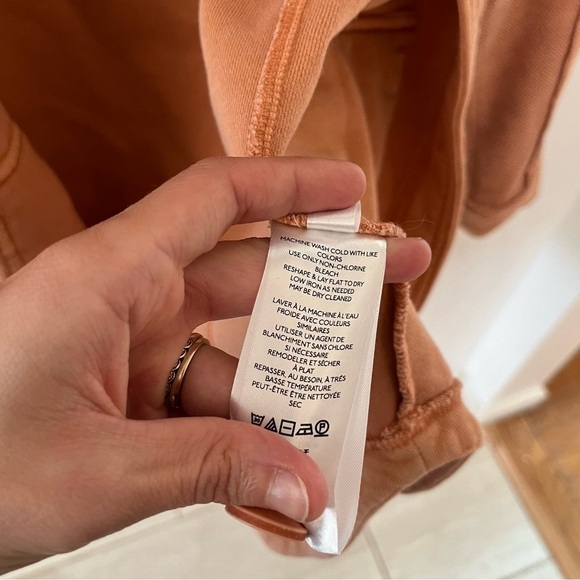 MACHINE WASH COLD WITH LIKE
COLORS
USE ONLY NON-CHLORINE
BLEACH
RESHAPE & LAY FLAT TO DRY
LOW IRON AS NEEDED
MAY BE DRY CLEANED
LAVER À LA MACHINE À L'EAU
FROIDE AVEC COULEURS
SIMILAIRES
UTILISER UN AGENT DE
BLANCHIMENT SANS CHLORE
SI NÉCESSAIRE
REMODELER ET SÉCHER
À PLAT
REPASSER, AU BESOIN, À TRÈS
BASSE TEMPÉRATURE
PEUT-ÊTRE ÊTRE NETTOYÉE
SEC
P